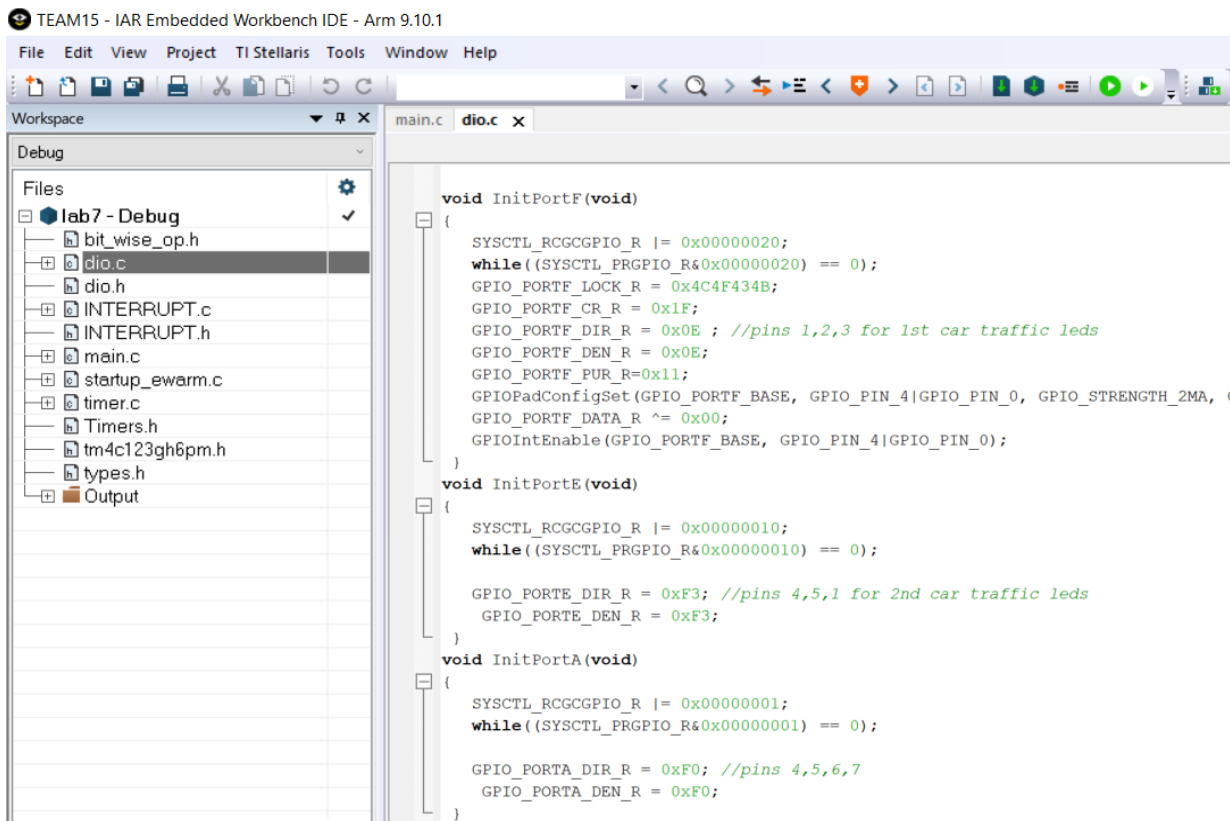 TEAM15 - IAR Embedded Workbench IDE - Arm 9.10.1
File Edit View Project TI Stellaris Tools Window Help
Workspace
main.c dio.c
Debug
Files
lab7 - Debug
bit_wise_op.h
dio.c
dio.h
INTERRUPT.c
INTERRUPT.h
main.c
startup_ewarm.c
timer.c
Timers.h
tm4c123gh6pm.h
types.h
Output
void InitPortF(void)
{
SYSCTL_RCGCGPIO_R |= 0x00000020;
while((SYSCTL_PRGPIO_R&0x00000020) == 0);
GPIO_PORTF_LOCK_R = 0x4C4F434B;
GPIO_PORTF_CR_R = 0x1F;
GPIO_PORTF_DIR_R = 0x0E ; //pins 1,2,3 for 1st car traffic leds
GPIO_PORTF_DEN_R = 0x0E;
GPIO_PORTF_PUR_R=0x11;
GPIOPadConfigSet(GPIO_PORTF_BASE, GPIO_PIN_4|GPIO_PIN_0, GPIO_STRENGTH_2MA,
GPIO_PORTF_DATA_R ^= 0x00;
GPIOIntEnable(GPIO_PORTF_BASE, GPIO_PIN_4|GPIO_PIN_0);
}
void InitPortE(void)
{
SYSCTL_RCGCGPIO_R |= 0x00000010;
while((SYSCTL_PRGPIO_R&0x00000010) == 0);
GPIO_PORTE_DIR_R = 0xF3; //pins 4,5,1 for 2nd car traffic leds
GPIO_PORTE_DEN_R = 0xF3;
}
void InitPortA(void)
{
SYSCTL_RCGCGPIO_R |= 0x00000001;
while((SYSCTL_PRGPIO_R&0x00000001) == 0);
GPIO_PORTA_DIR_R = 0xF0; //pins 4,5,6,7
GPIO_PORTA_DEN_R = 0xF0;
}